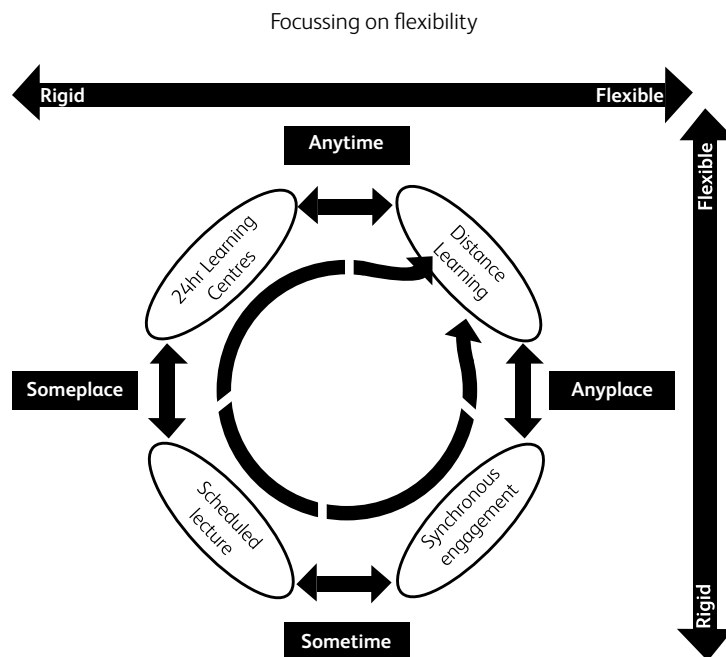 Focussing on flexibility
Rigid
Flexible
Anytime
24hr Learning
Centres
Distance
Learning
Flexible
Someplace
Anyplace
Scheduled
lecture
Synchronous
engagement
Sometime
Rigid